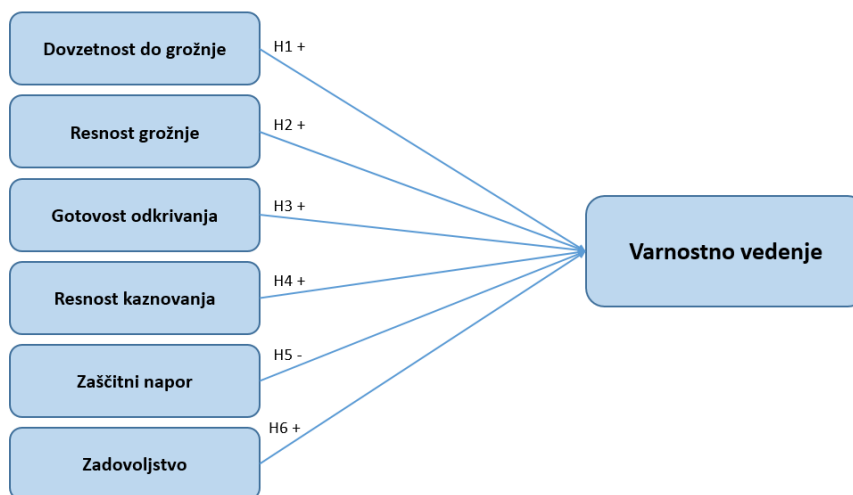 Dovzetnost do grožnje
H1 +
Resnost grožnje
H2 +
Gotovost odkrivanja
H3 +
Resnost kaznovanja
H4 +
Zaščitni napor
H5 -
Zadovoljstvo
H6 +
Varnostno vedenje